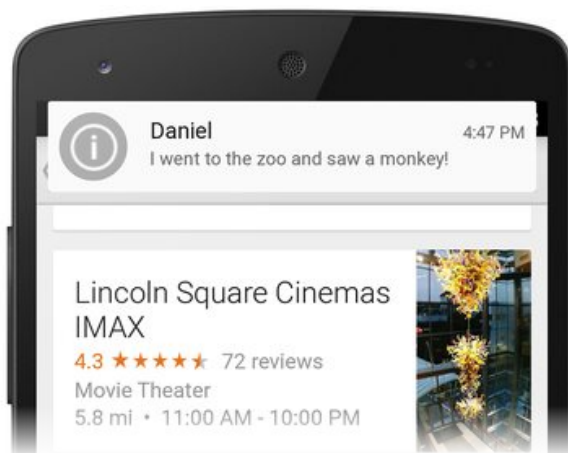 Daniel
4:47 PM
I went to the zoo and saw a monkey!
Lincoln Square Cinemas
IMAX
4.3 72 reviews
Movie Theater
5.8 mi • 11:00 AM - 10:00 PM